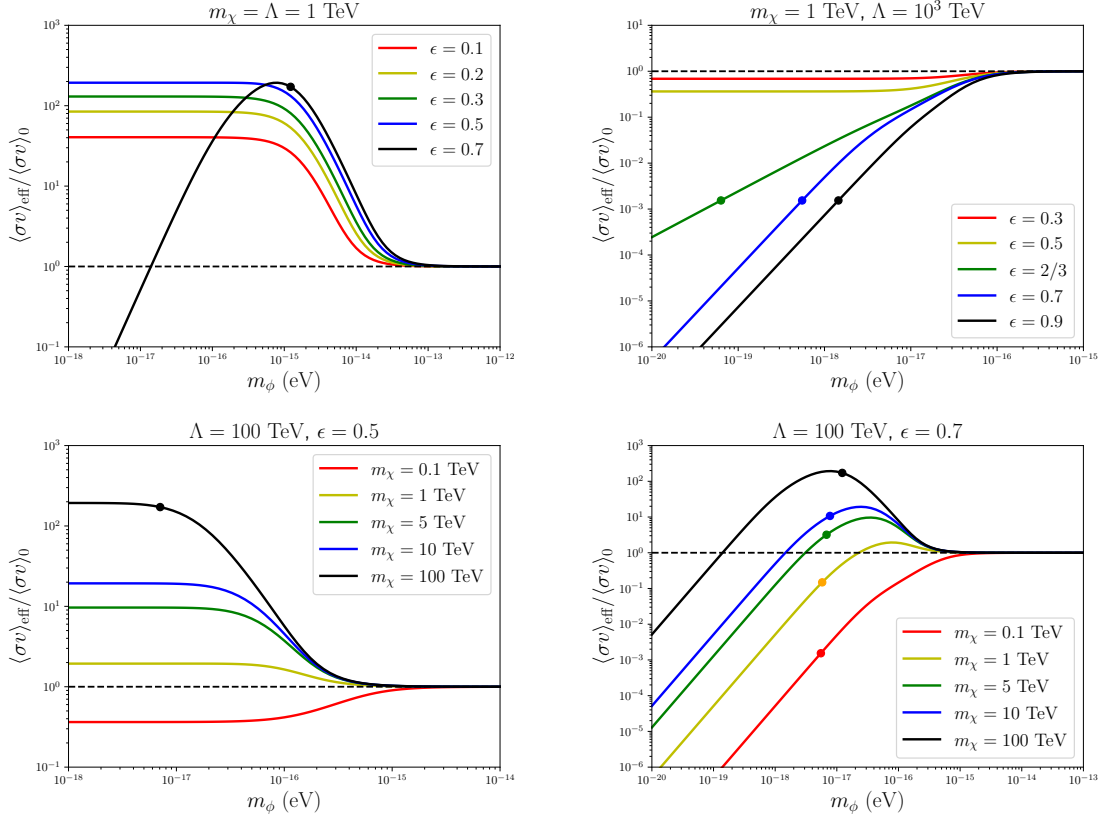 m_χ = Λ = 1 TeV
10^3
10^2
10^1
10^0
10^-1
⟨σv⟩_eff/⟨σv⟩_0
ϵ = 0.1
ϵ = 0.2
ϵ = 0.3
ϵ = 0.5
ϵ = 0.7
10^-18 10^-17 10^-16 10^-15 10^-14 10^-13 10^-12
m_ϕ (eV)
m_χ = 1 TeV, Λ = 10^3 TeV
10^1
10^0
10^-1
10^-2
10^-3
10^-4
10^-5
10^-6
⟨σv⟩_eff/⟨σv⟩_0
ϵ = 0.3
ϵ = 0.5
ϵ = 2/3
ϵ = 0.7
ϵ = 0.9
10^-20 10^-19 10^-18 10^-17 10^-16 10^-15
m_ϕ (eV)
Λ = 100 TeV, ϵ = 0.5
10^3
10^2
10^1
10^0
10^-1
⟨σv⟩_eff/⟨σv⟩_0
m_χ = 0.1 TeV
m_χ = 1 TeV
m_χ = 5 TeV
m_χ = 10 TeV
m_χ = 100 TeV
10^-18 10^-17 10^-16 10^-15 10^-14
m_ϕ (eV)
Λ = 100 TeV, ϵ = 0.7
10^3
10^2
10^1
10^0
10^-1
10^-2
10^-3
10^-4
10^-5
10^-6
⟨σv⟩_eff/⟨σv⟩_0
m_χ = 0.1 TeV
m_χ = 1 TeV
m_χ = 5 TeV
m_χ = 10 TeV
m_χ = 100 TeV
10^-20 10^-19 10^-18 10^-17 10^-16 10^-15 10^-14 10^-13
m_ϕ (eV)